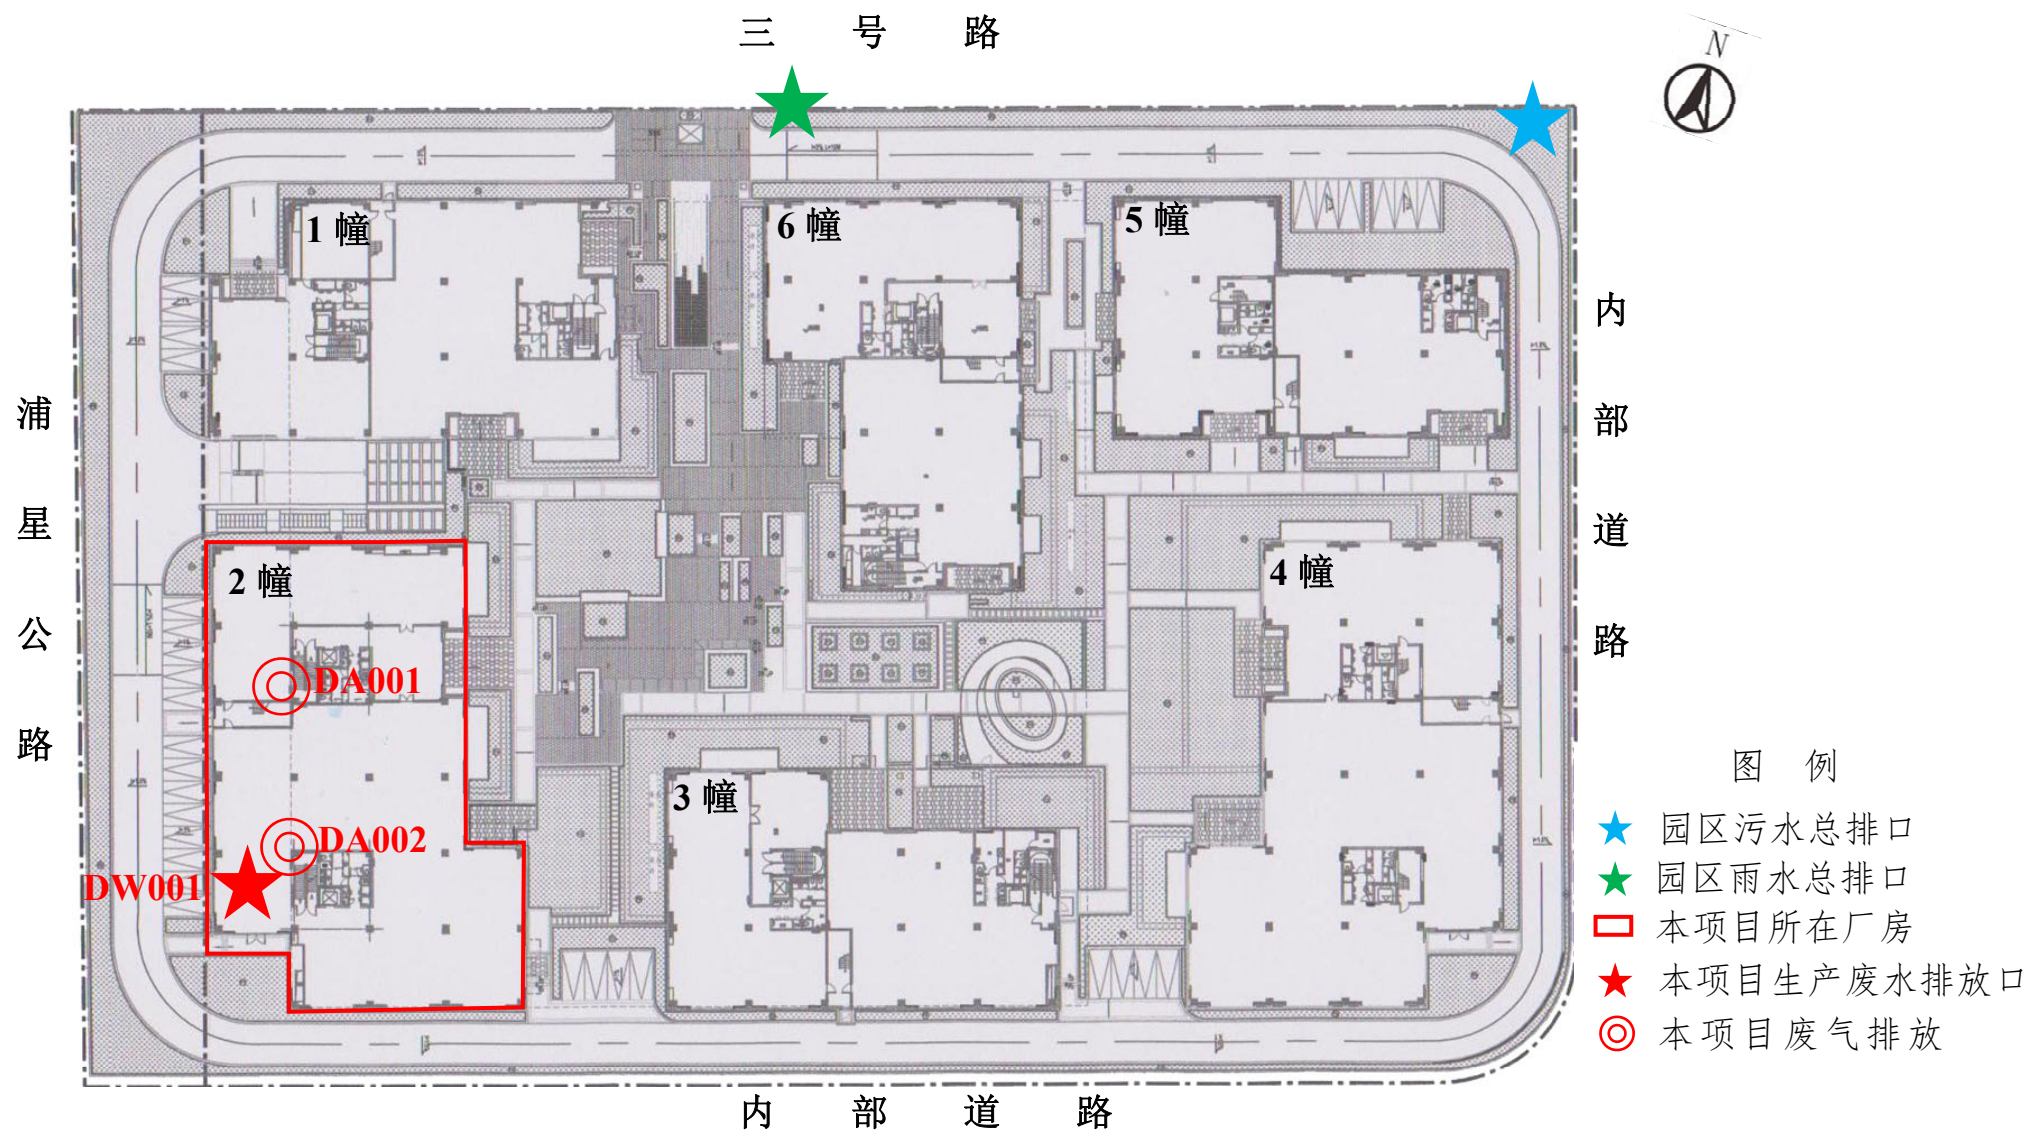 三 号 路
N
1 幢
6 幢
5 幢
内 部 道 路
浦 星 公 路
2 幢
4 幢
DA001
3 幢
DA002
DW001
图 例
园区污水总排口
园区雨水总排口
本项目所在厂房
本项目生产废水排放口
本项目废气排放
内 部 道 路